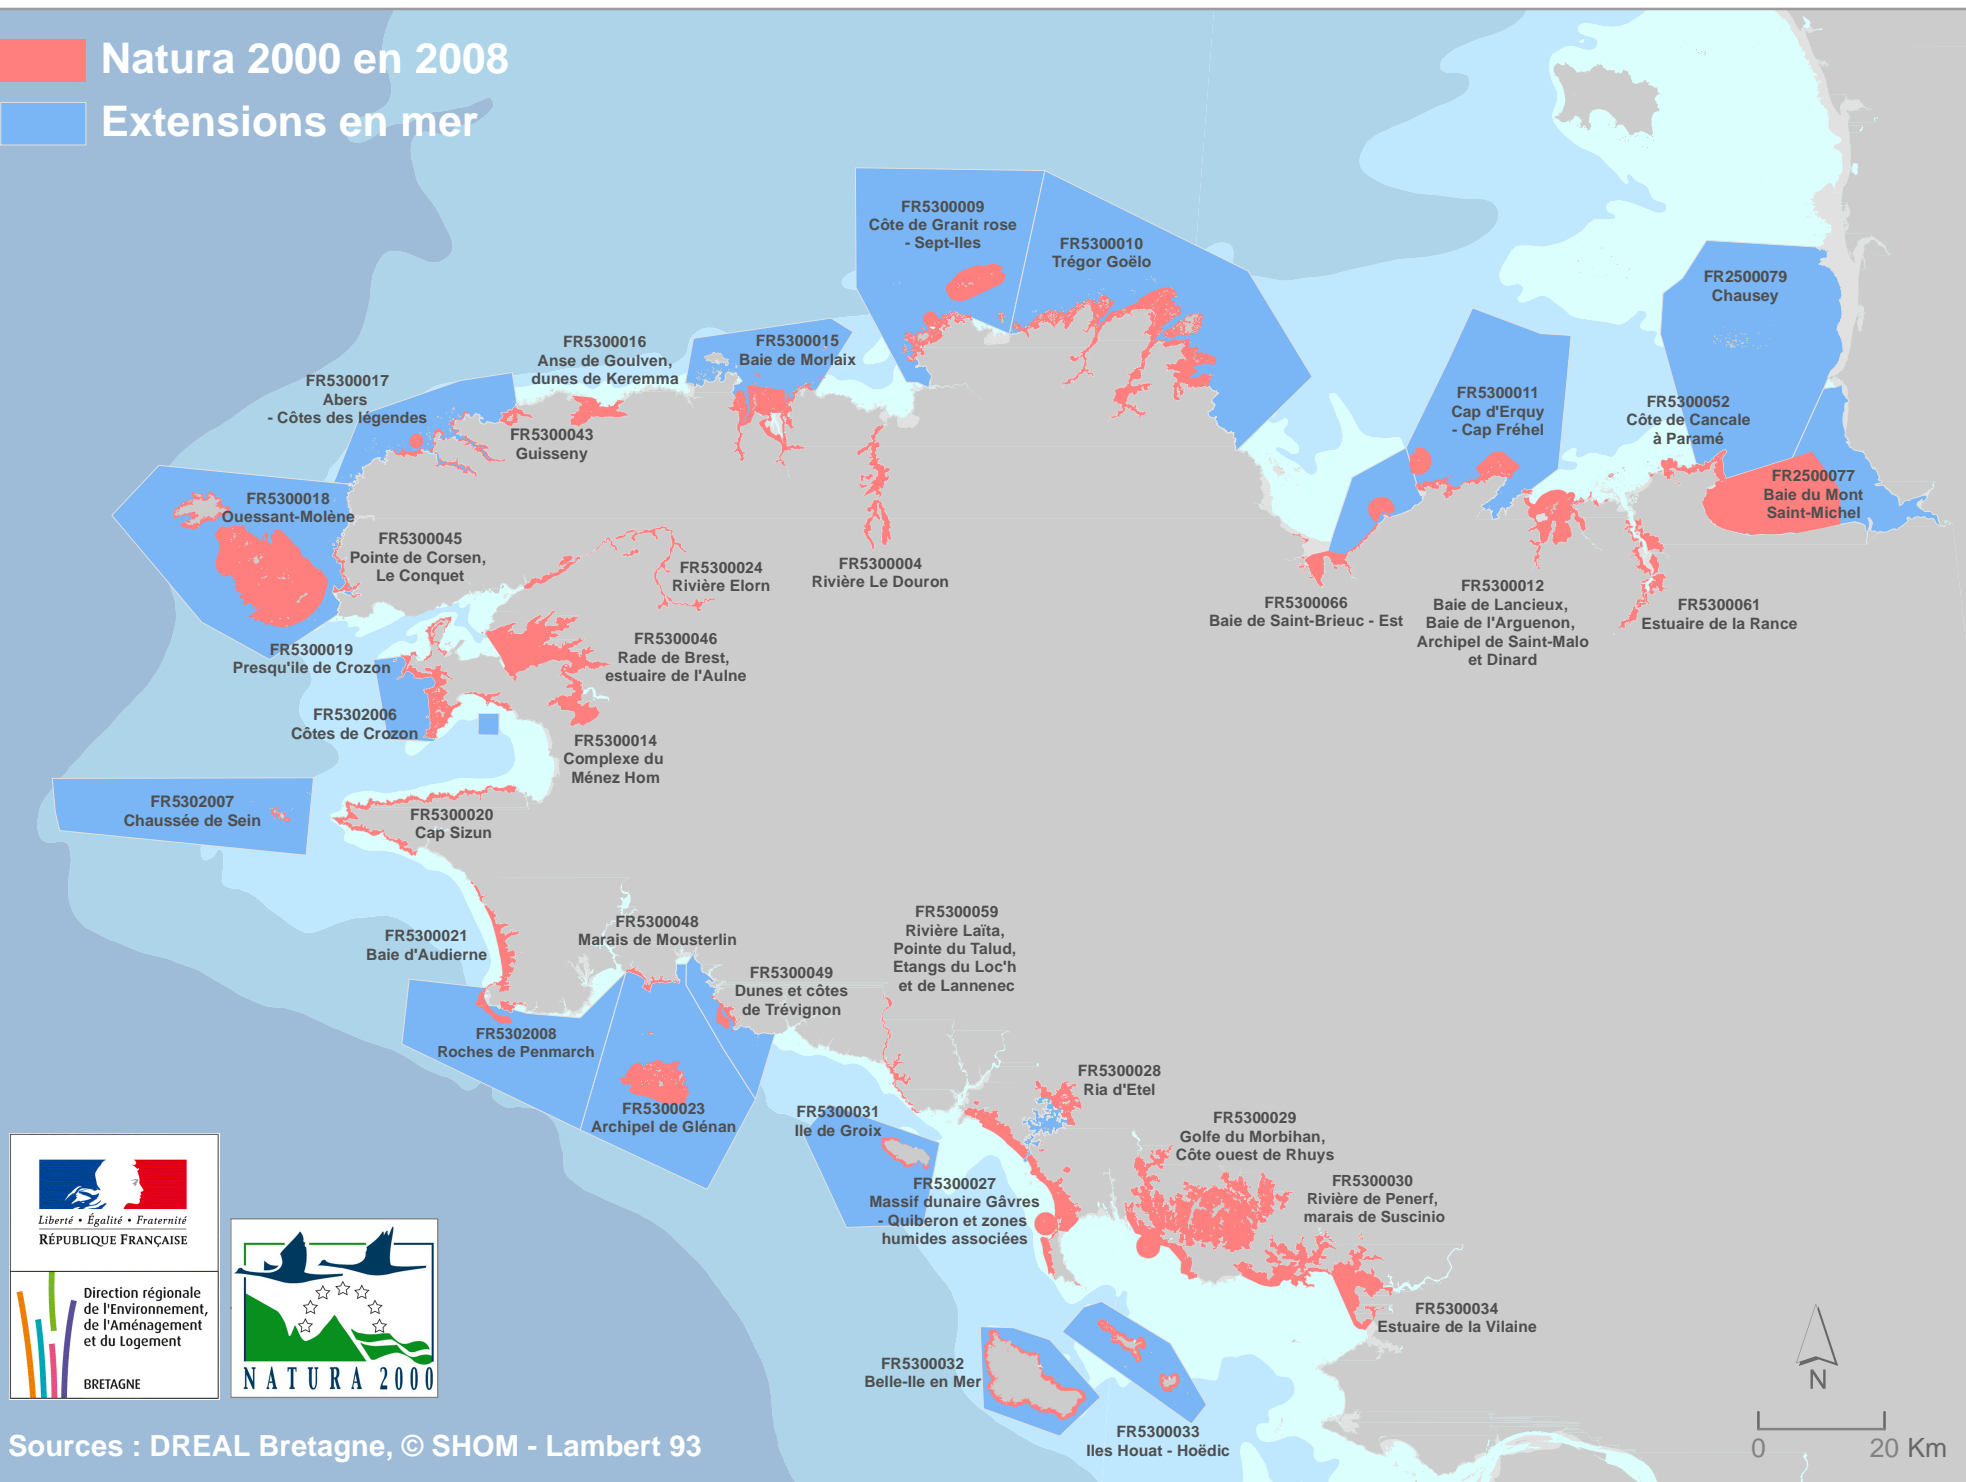 Natura 2000 en 2008
Extensions en mer
FR5300009
Côte de Granit rose
- Sept-Iles
FR5300010
Trégor Goëlo
FR2500079
Chausey
FR5300016
Anse de Goulven,
dunes de Keremma
FR5300015
Baie de Morlaix
FR5300017
Abers
- Côtes des légendes
FR5300043
Guisseny
FR5300011
Cap d'Erquy
- Cap Fréhel
FR5300052
Côte de Cancale
à Paramé
FR2500077
Baie du Mont
Saint-Michel
FR5300018
Ouessant-Molène
FR5300045
Pointe de Corsen,
Le Conquet
FR5300024
Rivière Elorn
FR5300004
Rivière Le Douron
FR5300066
Baie de Saint-Brieuc - Est
FR5300012
Baie de Lancieux,
Baie de l'Arguenon,
Archipel de Saint-Malo
et Dinard
FR5300061
Estuaire de la Rance
FR5300019
Presqu'ile de Crozon
FR5300046
Rade de Brest,
estuaire de l'Aulne
FR5302006
Côtes de Crozon
FR5300014
Complexe du
Ménez Hom
FR5302007
Chaussée de Sein
FR5300020
Cap Sizun
FR5300021
Baie d'Audierne
FR5300048
Marais de Mousterlin
FR5300049
Dunes et côtes
de Trévignon
FR5300059
Rivière Laïta,
Pointe du Talud,
Etangs du Loc'h
et de Lannenec
FR5302008
Roches de Penmarch
FR5300023
Archipel de Glénan
FR5300031
Ile de Groix
FR5300028
Ria d'Etel
FR5300029
Golfe du Morbihan,
Côte ouest de Rhuys
FR5300027
Massif dunaire Gâvres
- Quiberon et zones
humides associées
FR5300030
Rivière de Penerf,
marais de Suscinio
FR5300034
Estuaire de la Vilaine
FR5300032
Belle-Ile en Mer
FR5300033
Iles Houat - Hoëdic
Liberté • Égalité • Fraternité
RÉPUBLIQUE FRANÇAISE
Direction régionale
de l'Environnement,
de l'Aménagement
et du Logement
BRETAGNE
NATURA 2000
N
0 20 Km
Sources : DREAL Bretagne, © SHOM - Lambert 93